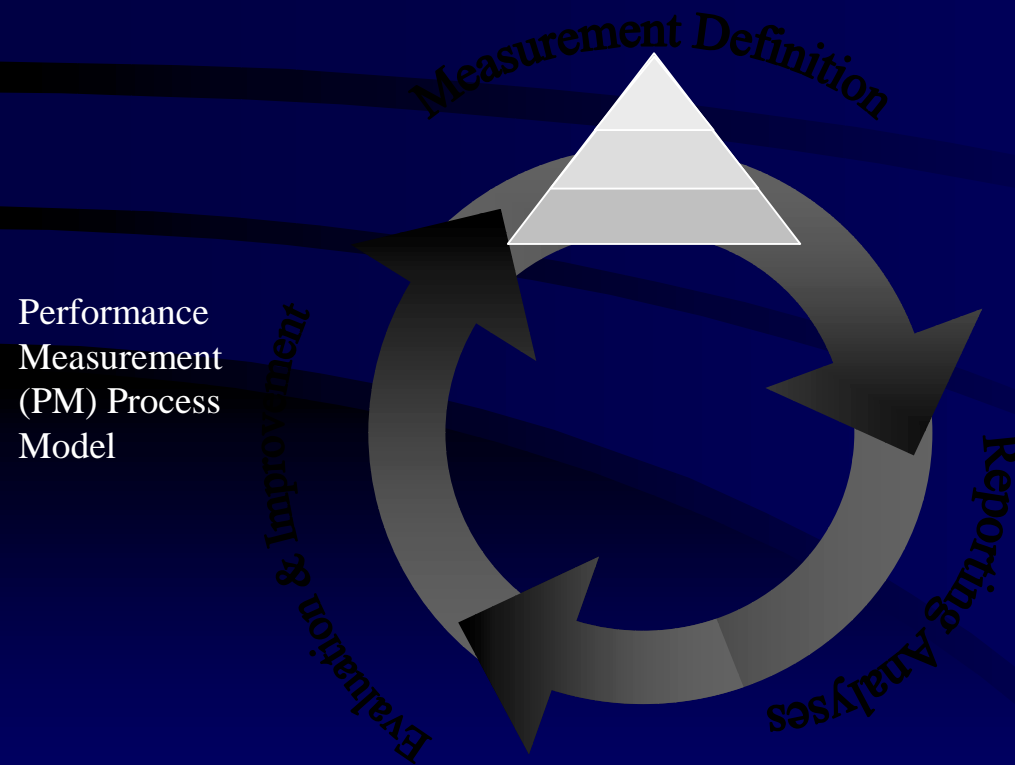 Measurement Definition
Performance
Measurement
(PM) Process
Model
Reporting Analyses
Evaluation & Improvement